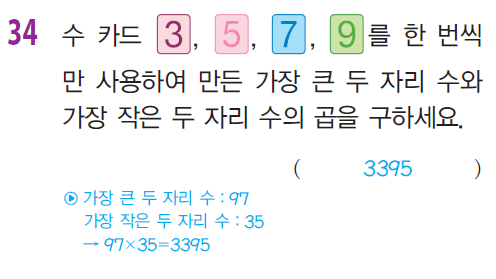 34 수 카드 3, 5, 7, 9를 한 번씩
만 사용하여 만든 가장 큰 두 자리 수와
가장 작은 두 자리 수의 곱을 구하세요.
( 3395 )
▶ 가장 큰 두 자리 수 : 97
가장 작은 두 자리 수 : 35
→ 97×35=3395